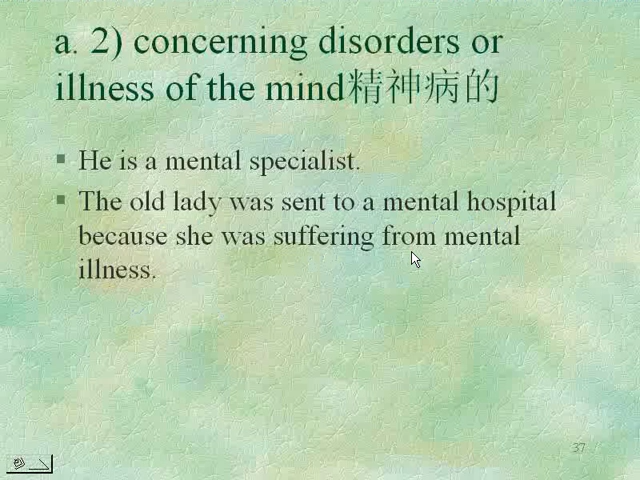 a. 2) concerning disorders or
illness of the mind精神病的
He is a mental specialist.
The old lady was sent to a mental hospital
because she was suffering from mental
illness.
37